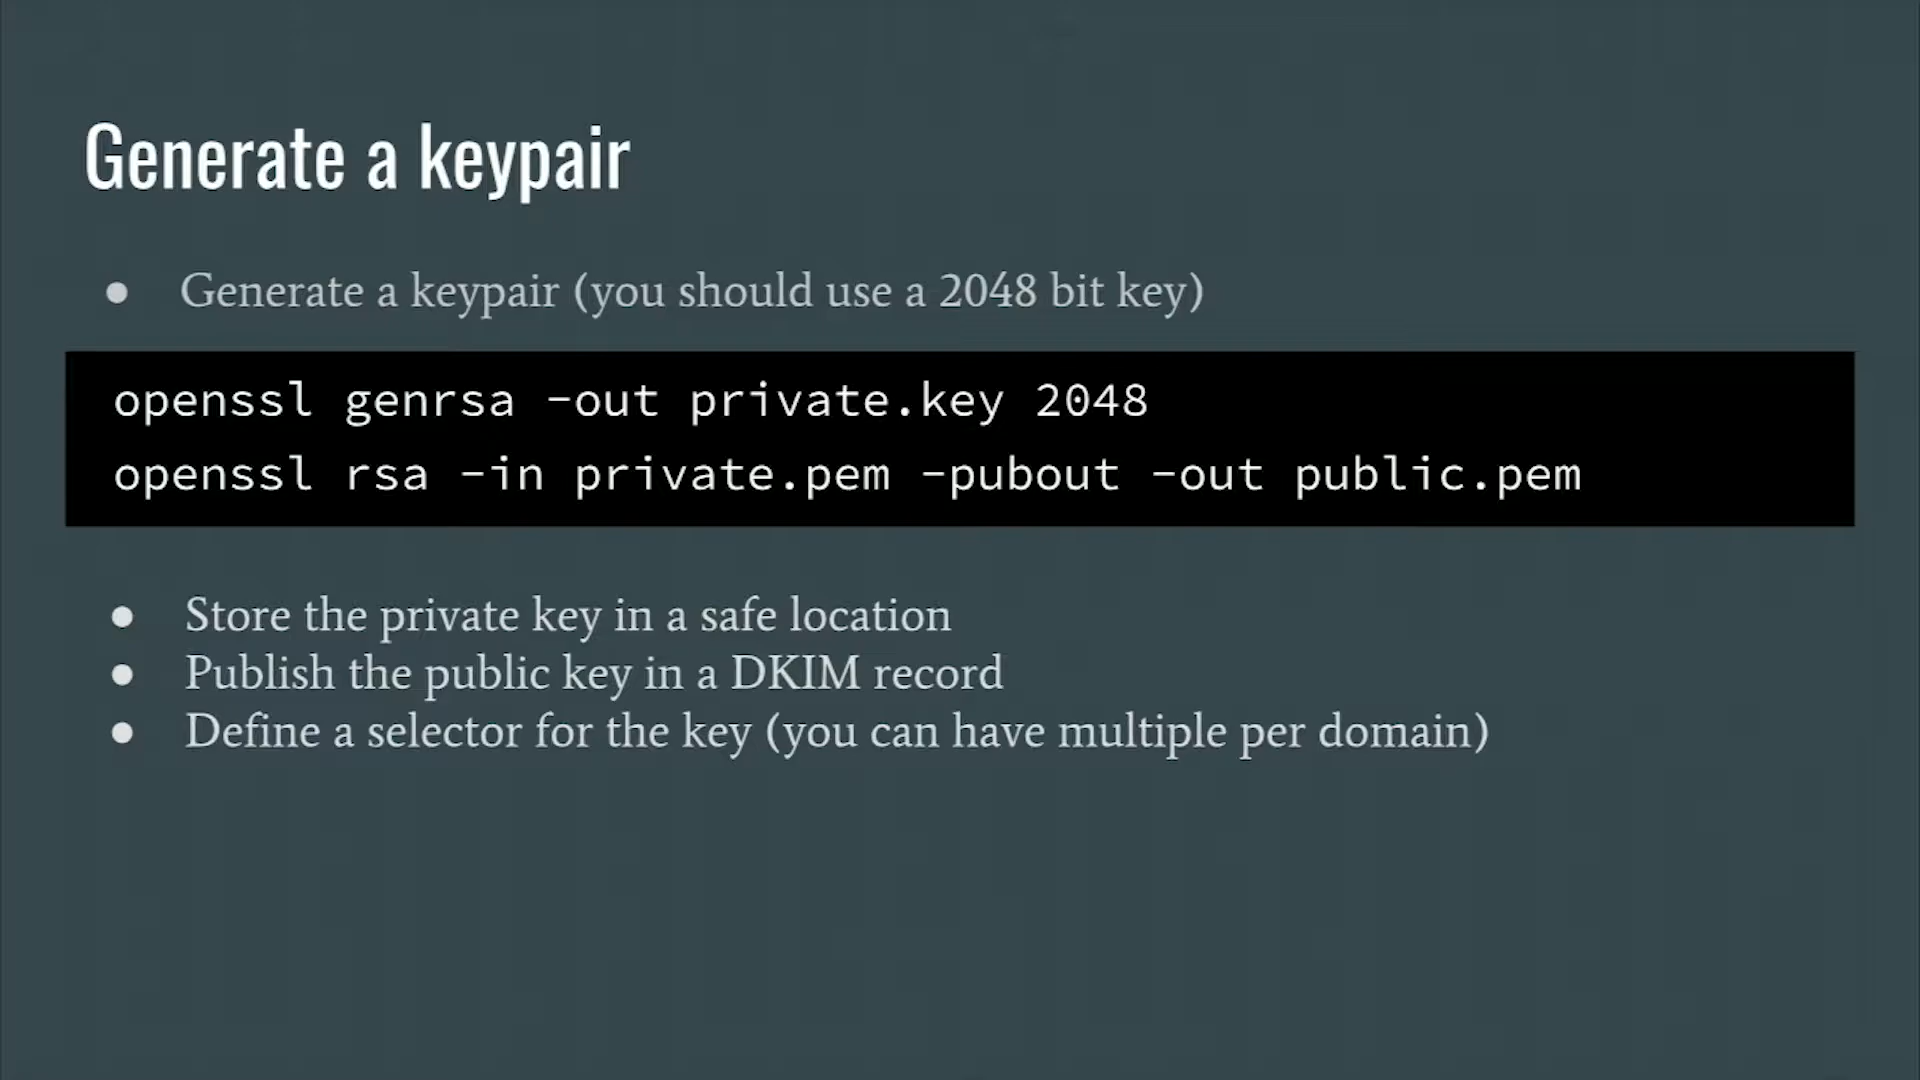 Generate a keypair
● Generate a keypair (you should use a 2048 bit key)
openssl genrsa -out private.key 2048
openssl rsa -in private.pem -pubout -out public.pem
● Store the private key in a safe location
● Publish the public key in a DKIM record
● Define a selector for the key (you can have multiple per domain)